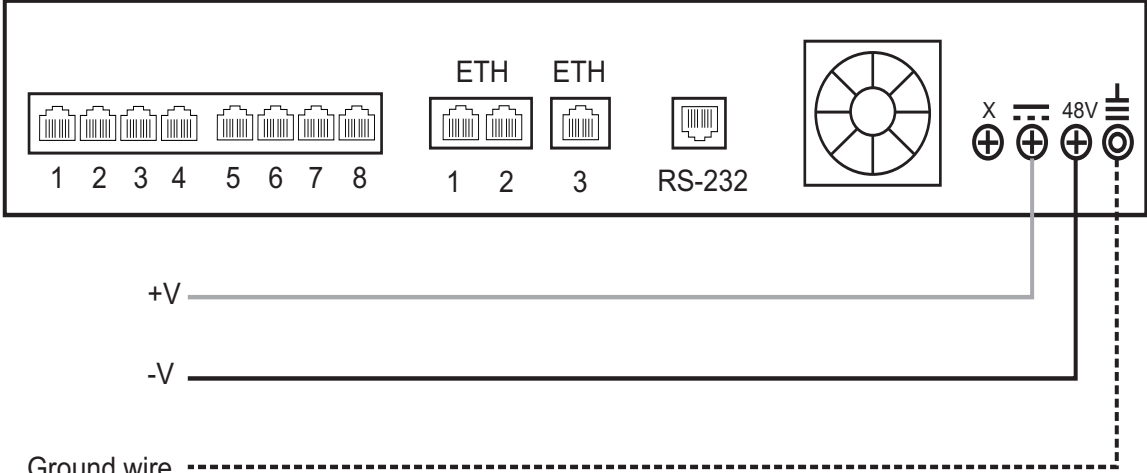 ETH ETH
X 48V
1 2 3 4 5 6 7 8 1 2 3 RS-232
+V
-V
Ground wire